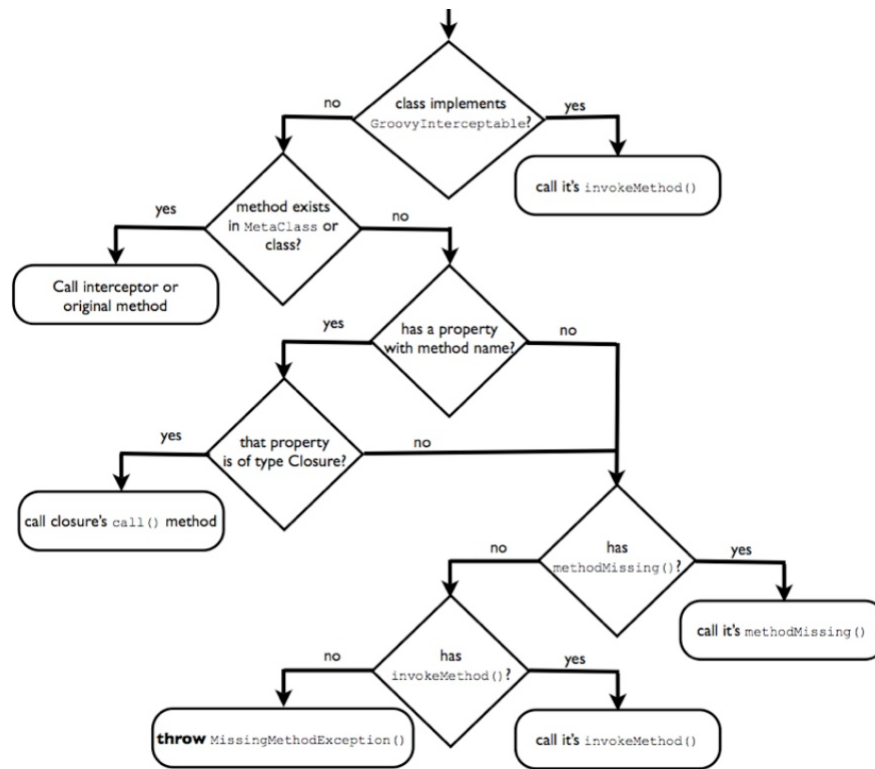 class implements
GroovyInterceptable?
no
yes
call it's invokeMethod()
method exists
in MetaClass or
class?
yes
no
Call interceptor or
original method
has a property
with method name?
yes
no
that property
is of type Closure?
yes
no
call closure's call() method
has
methodMissing()?
no
yes
call it's methodMissing()
has
invokeMethod()?
no
yes
throw MissingMethodException()
call it's invokeMethod()